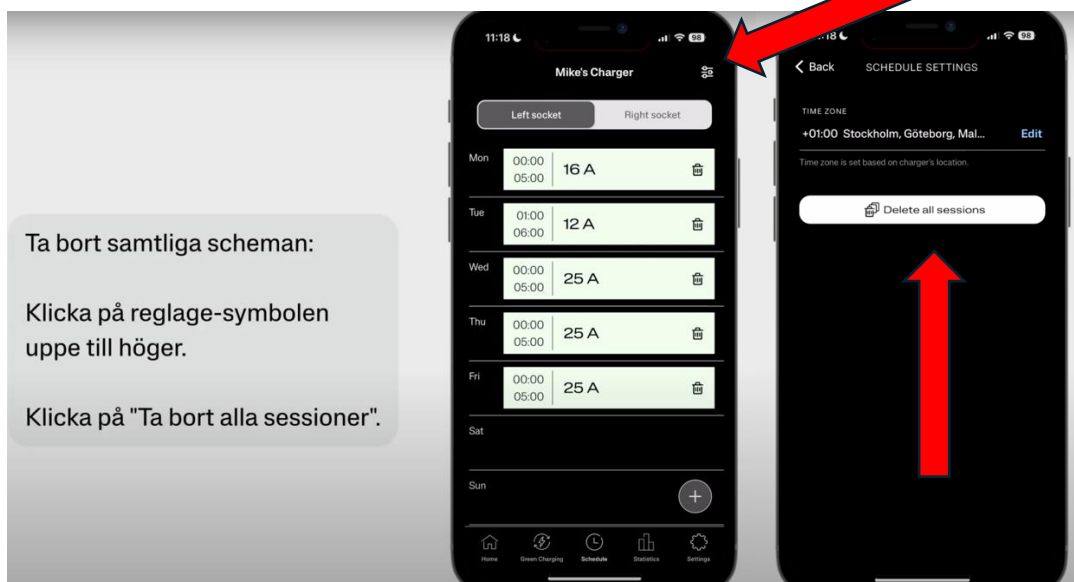 Ta bort samtliga scheman:
Klicka på reglage-symbolen
uppe till höger.
Klicka på "Ta bort alla sessioner".
11:18
98
Mike's Charger
Left socket
Right socket
Mon
00:00
05:00
16 A
Tue
01:00
06:00
12 A
Wed
00:00
05:00
25 A
Thu
00:00
05:00
25 A
Fri
00:00
05:00
25 A
Sat
Sun
+
Home
Green Charging
Schedule
Statistics
Settings
:18
98
Back
SCHEDULE SETTINGS
TIME ZONE
+01:00 Stockholm, Göteborg, Mal...
Edit
Time zone is set based on charger's location.
Delete all sessions